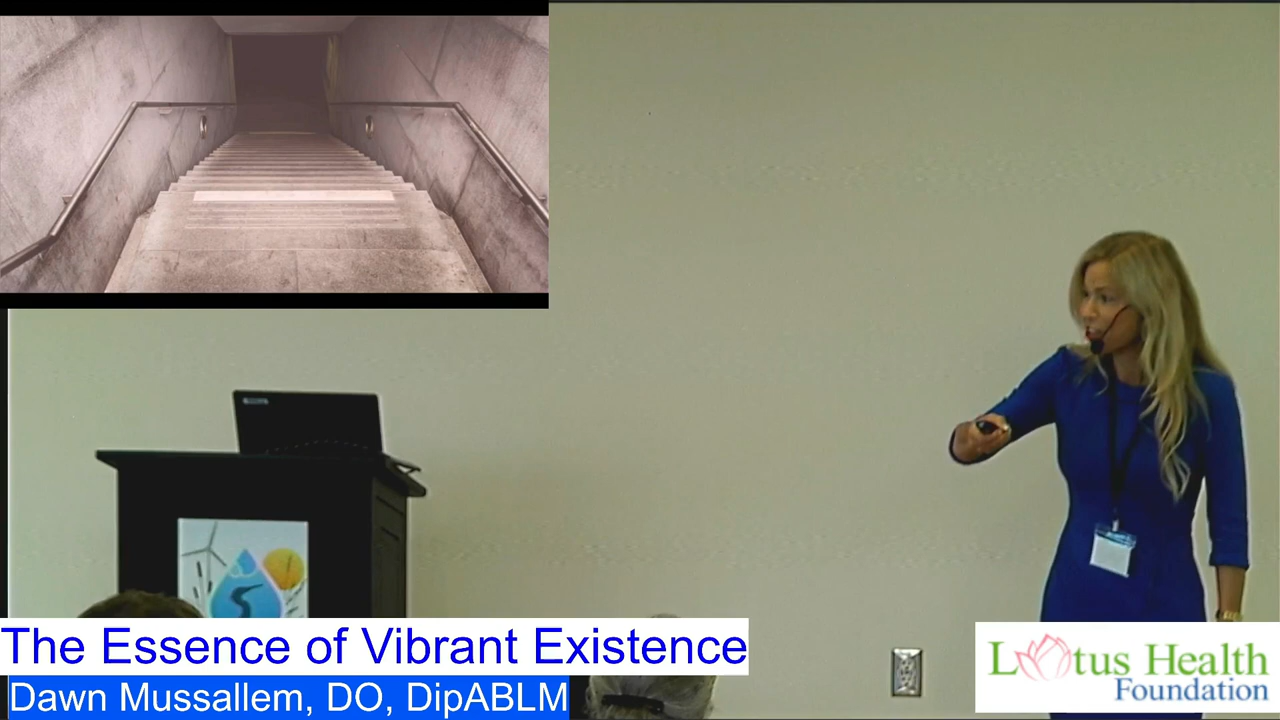 The Essence of Vibrant Existence
Dawn Mussallem, DO, DipABLM
Lotus Health
Foundation